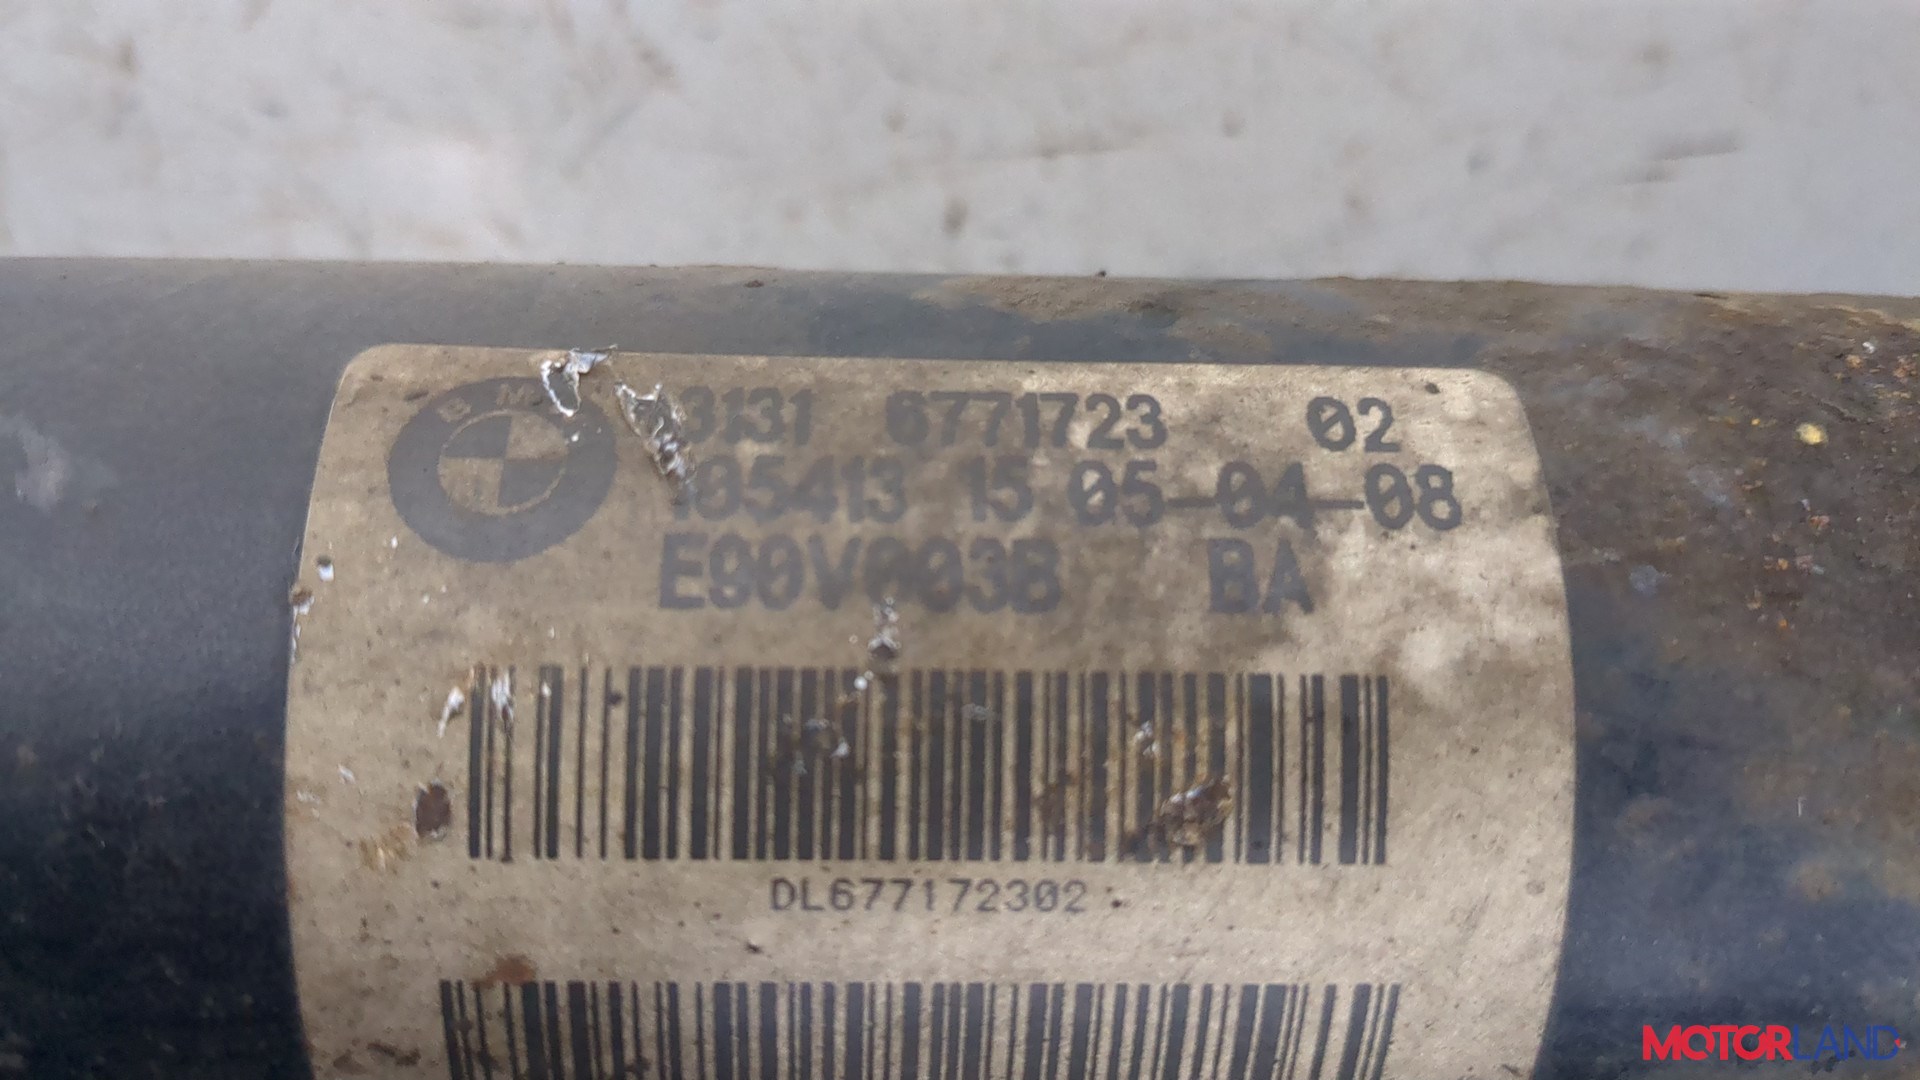 B M
3131 6771723 02
105413 15 05-04-08
E90V003B BA
DL677172302
MOTORLAND